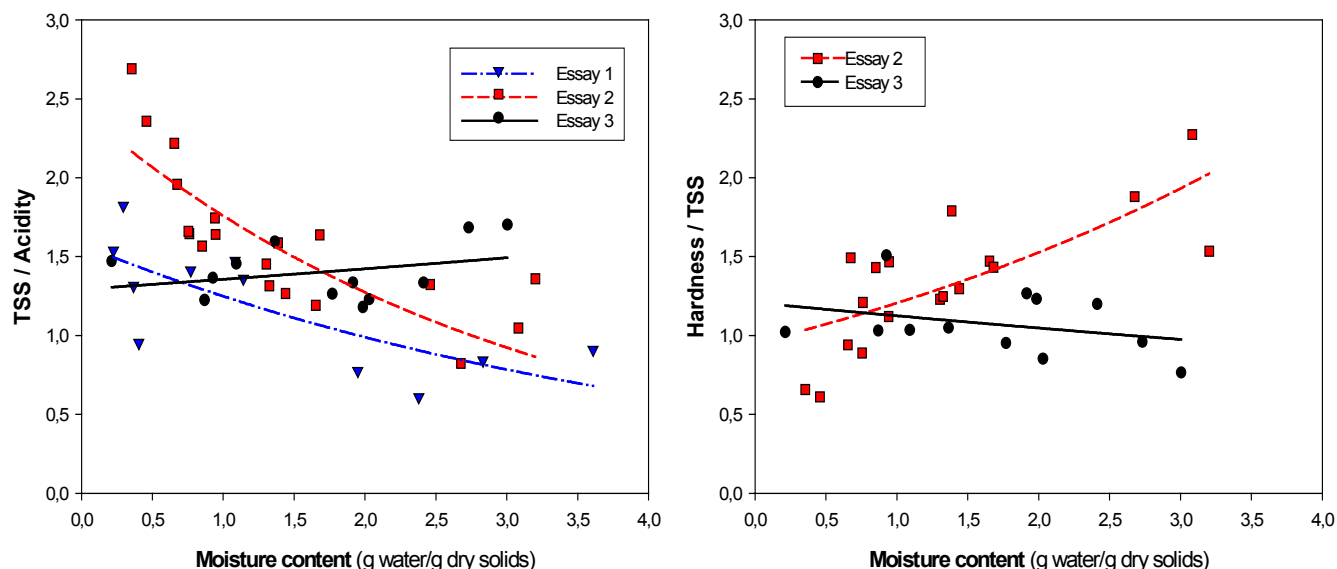 3,0
2,5
2,0
1,5
1,0
0,5
0,0
TSS / Acidity
Essay 1
Essay 2
Essay 3
0,0 0,5 1,0 1,5 2,0 2,5 3,0 3,5 4,0
Moisture content (g water/g dry solids)
3,0
2,5
2,0
1,5
1,0
0,5
0,0
Hardness / TSS
Essay 2
Essay 3
0,0 0,5 1,0 1,5 2,0 2,5 3,0 3,5 4,0
Moisture content (g water/g dry solids)